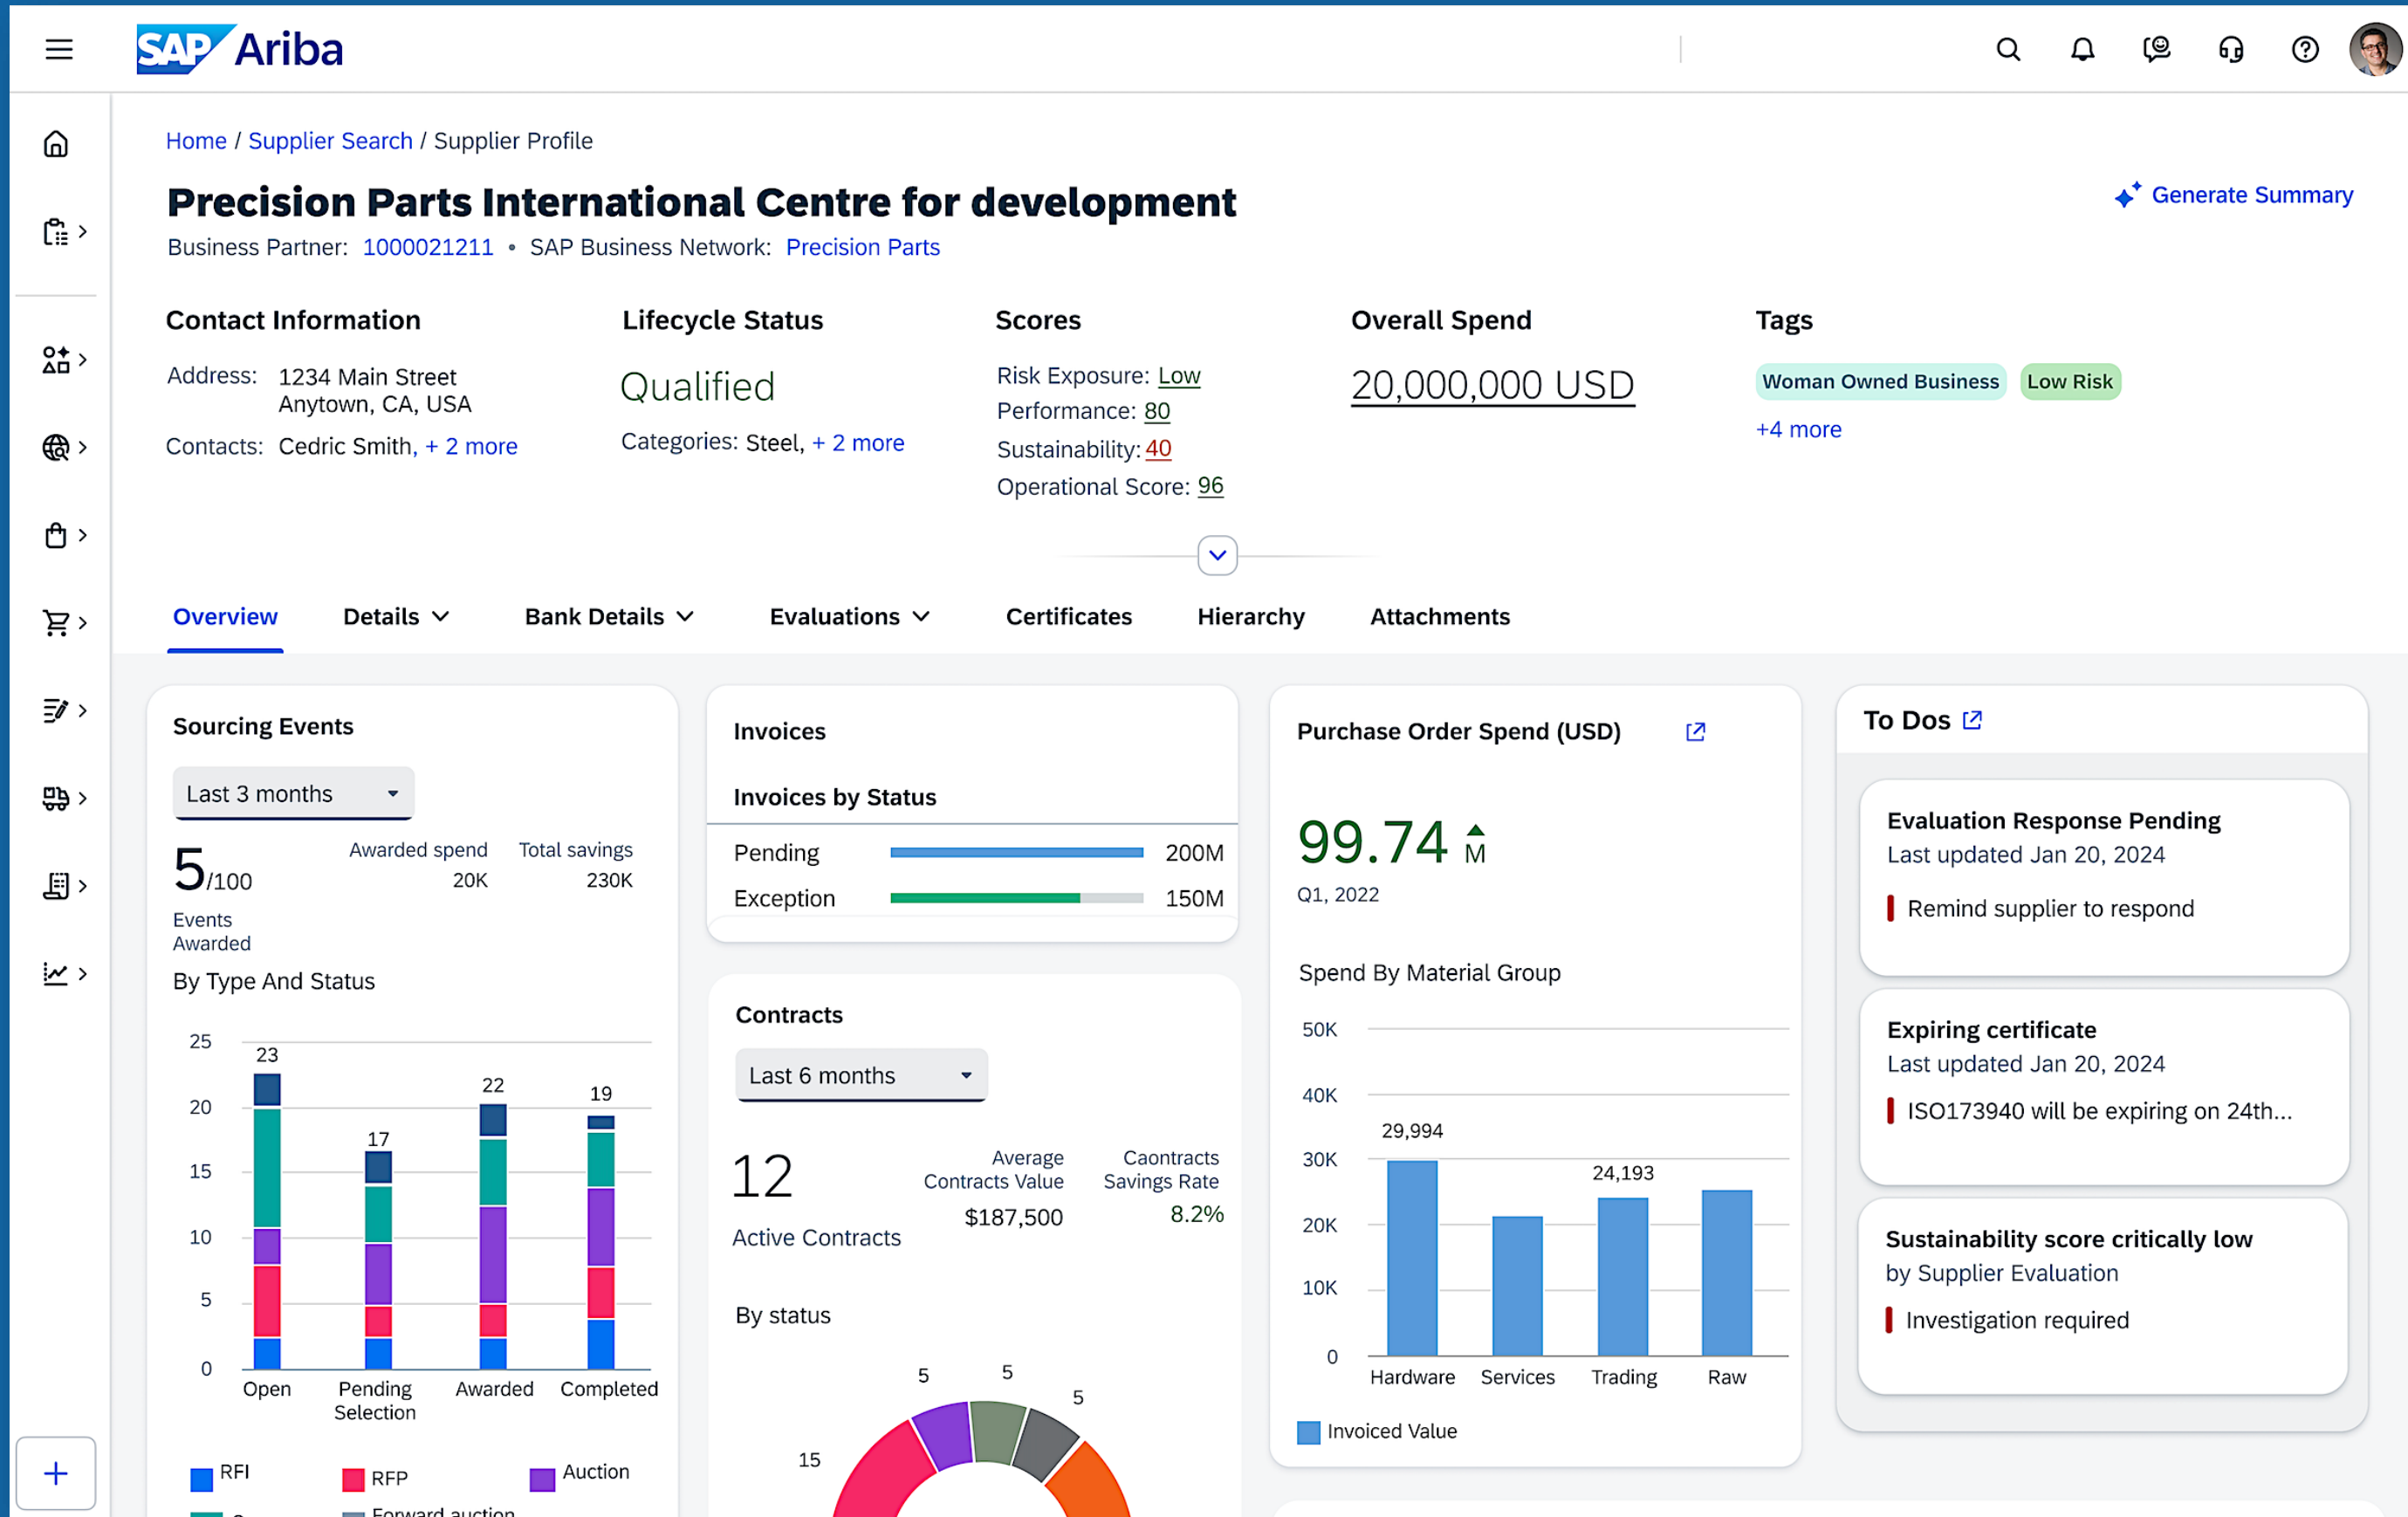 SAP Ariba
Home / Supplier Search / Supplier Profile
Precision Parts International Centre for development
Generate Summary
Business Partner: 1000021211 • SAP Business Network: Precision Parts
Contact Information
Address: 1234 Main Street
Anytown, CA, USA
Contacts: Cedric Smith, + 2 more
Lifecycle Status
Qualified
Categories: Steel, + 2 more
Scores
Risk Exposure: Low
Performance: 80
Sustainability: 40
Operational Score: 96
Overall Spend
20,000,000 USD
Tags
Woman Owned Business Low Risk
+4 more
Overview Details Bank Details Evaluations Certificates Hierarchy Attachments
Sourcing Events
Last 3 months
5/100
Events
Awarded
Awarded spend
20K
Total savings
230K
By Type And Status
25
20
15
10
5
0
23
17
22
19
Open
Pending
Selection
Awarded
Completed
RFI
RFP
Auction
Forward auction
Invoices
Invoices by Status
Pending 200M
Exception 150M
Contracts
Last 6 months
12
Active Contracts
Average
Contracts Value
$187,500
Caontracts
Savings Rate
8.2%
By status
15
5
5
5
Purchase Order Spend (USD)
99.74 M
Q1, 2022
Spend By Material Group
50K
40K
30K
20K
10K
0
29,994
24,193
Hardware
Services
Trading
Raw
Invoiced Value
To Dos
Evaluation Response Pending
Last updated Jan 20, 2024
Remind supplier to respond
Expiring certificate
Last updated Jan 20, 2024
ISO173940 will be expiring on 24th...
Sustainability score critically low
by Supplier Evaluation
Investigation required